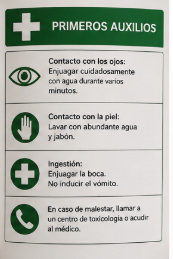 PRIMEROS AUXILIOS
Contacto con los ojos:
Enjuagar cuidadosamente
con agua durante varios
minutos.
Contacto con la piel:
Lavar con abundante agua
y jabón.
Ingestión:
Enjuagar la boca.
No inducir el vómito.
En caso de malestar, llamar a
un centro de toxicología o acudir
al médico.